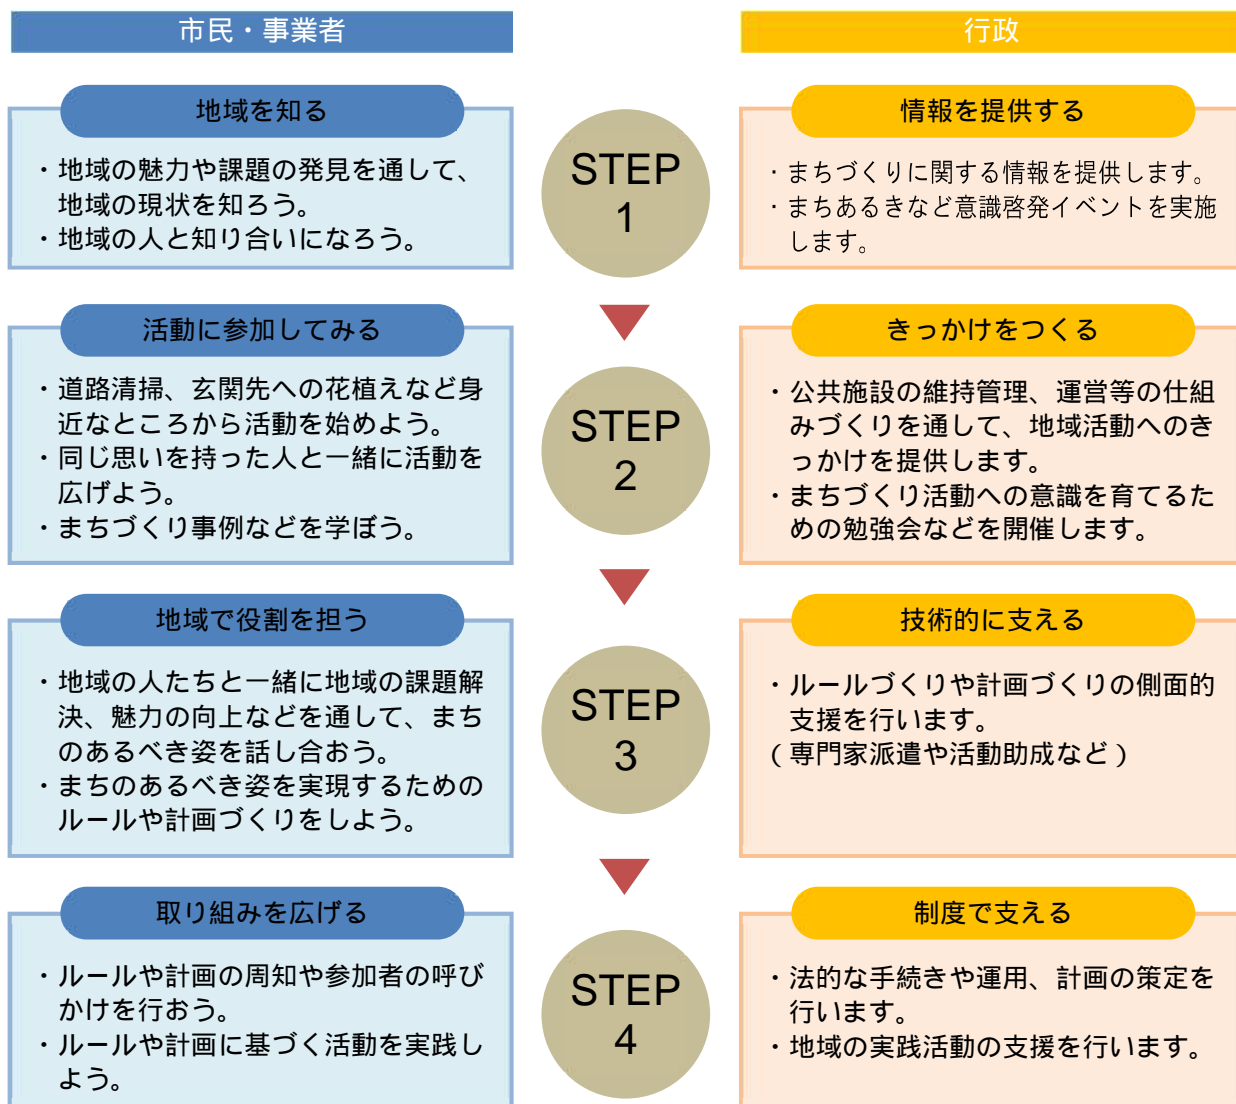 市民・事業者
行政
地域を知る
・地域の魅力や課題の発見を通して、
地域の現状を知ろう。
・地域の人と知り合いになろう。
STEP
1
情報を提供する
・まちづくりに関する情報を提供します。
・まちあるきなど意識啓発イベントを実施
します。
活動に参加してみる
・道路清掃、玄関先への花植えなど身
近なところから活動を始めよう。
・同じ思いを持った人と一緒に活動を
広げよう。
・まちづくり事例などを学ぼう。
STEP
2
きっかけをつくる
・公共施設の維持管理、運営等の仕組
みづくりを通して、地域活動へのき
っかけを提供します。
・まちづくり活動への意識を育てるた
めの勉強会などを開催します。
地域で役割を担う
・地域の人たちと一緒に地域の課題解
決、魅力の向上などを通して、まち
のあるべき姿を話し合おう。
・まちのあるべき姿を実現するための
ルールや計画づくりをしよう。
STEP
3
技術的に支える
・ルールづくりや計画づくりの側面的
支援を行います。
（専門家派遣や活動助成など）
取り組みを広げる
・ルールや計画の周知や参加者の呼び
かけを行おう。
・ルールや計画に基づく活動を実践し
よう。
STEP
4
制度で支える
・法的な手続きや運用、計画の策定を
行います。
・地域の実践活動の支援を行います。